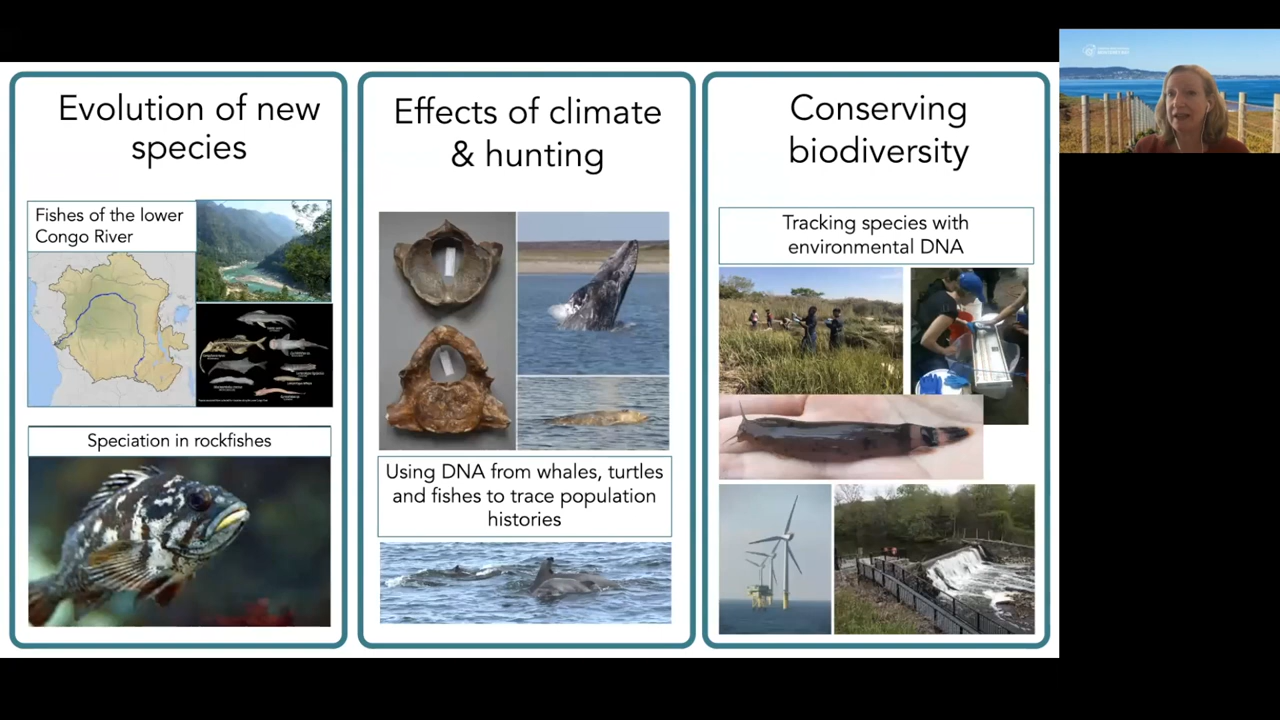 Evolution of new
species
Fishes of the lower
Congo River
Speciation in rockfishes
Effects of climate
& hunting
Using DNA from whales, turtles
and fishes to trace population
histories
Conserving
biodiversity
Tracking species with
environmental DNA